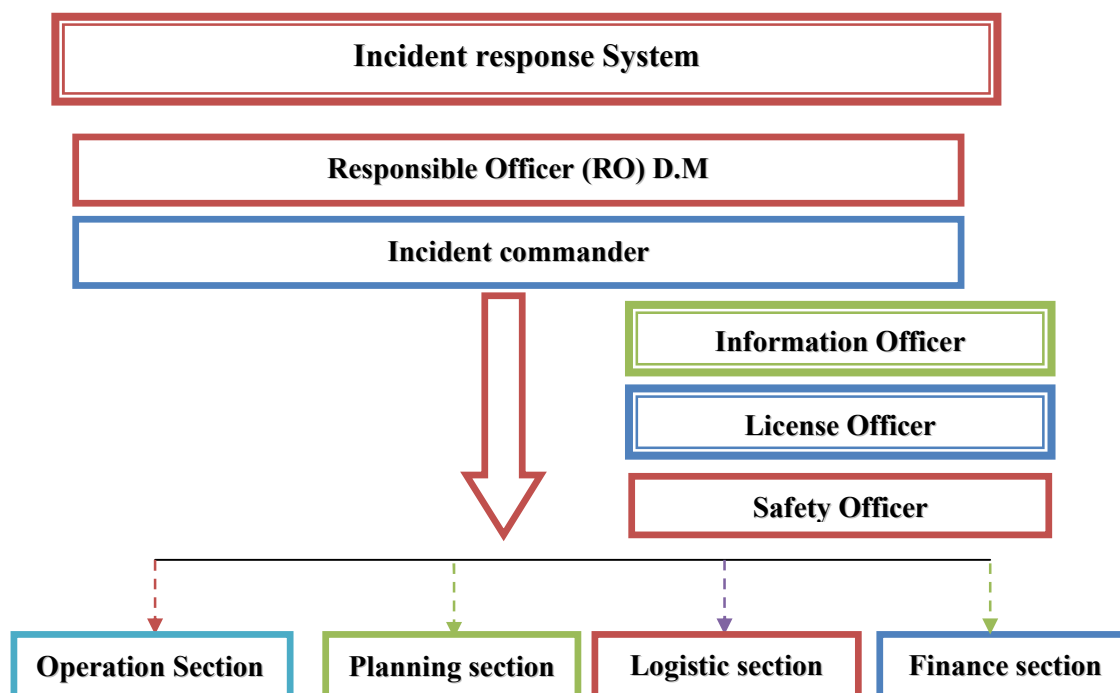 Incident response System
Responsible Officer (RO) D.M
Incident commander
Information Officer
License Officer
Safety Officer
Operation Section
Planning section
Logistic section
Finance section